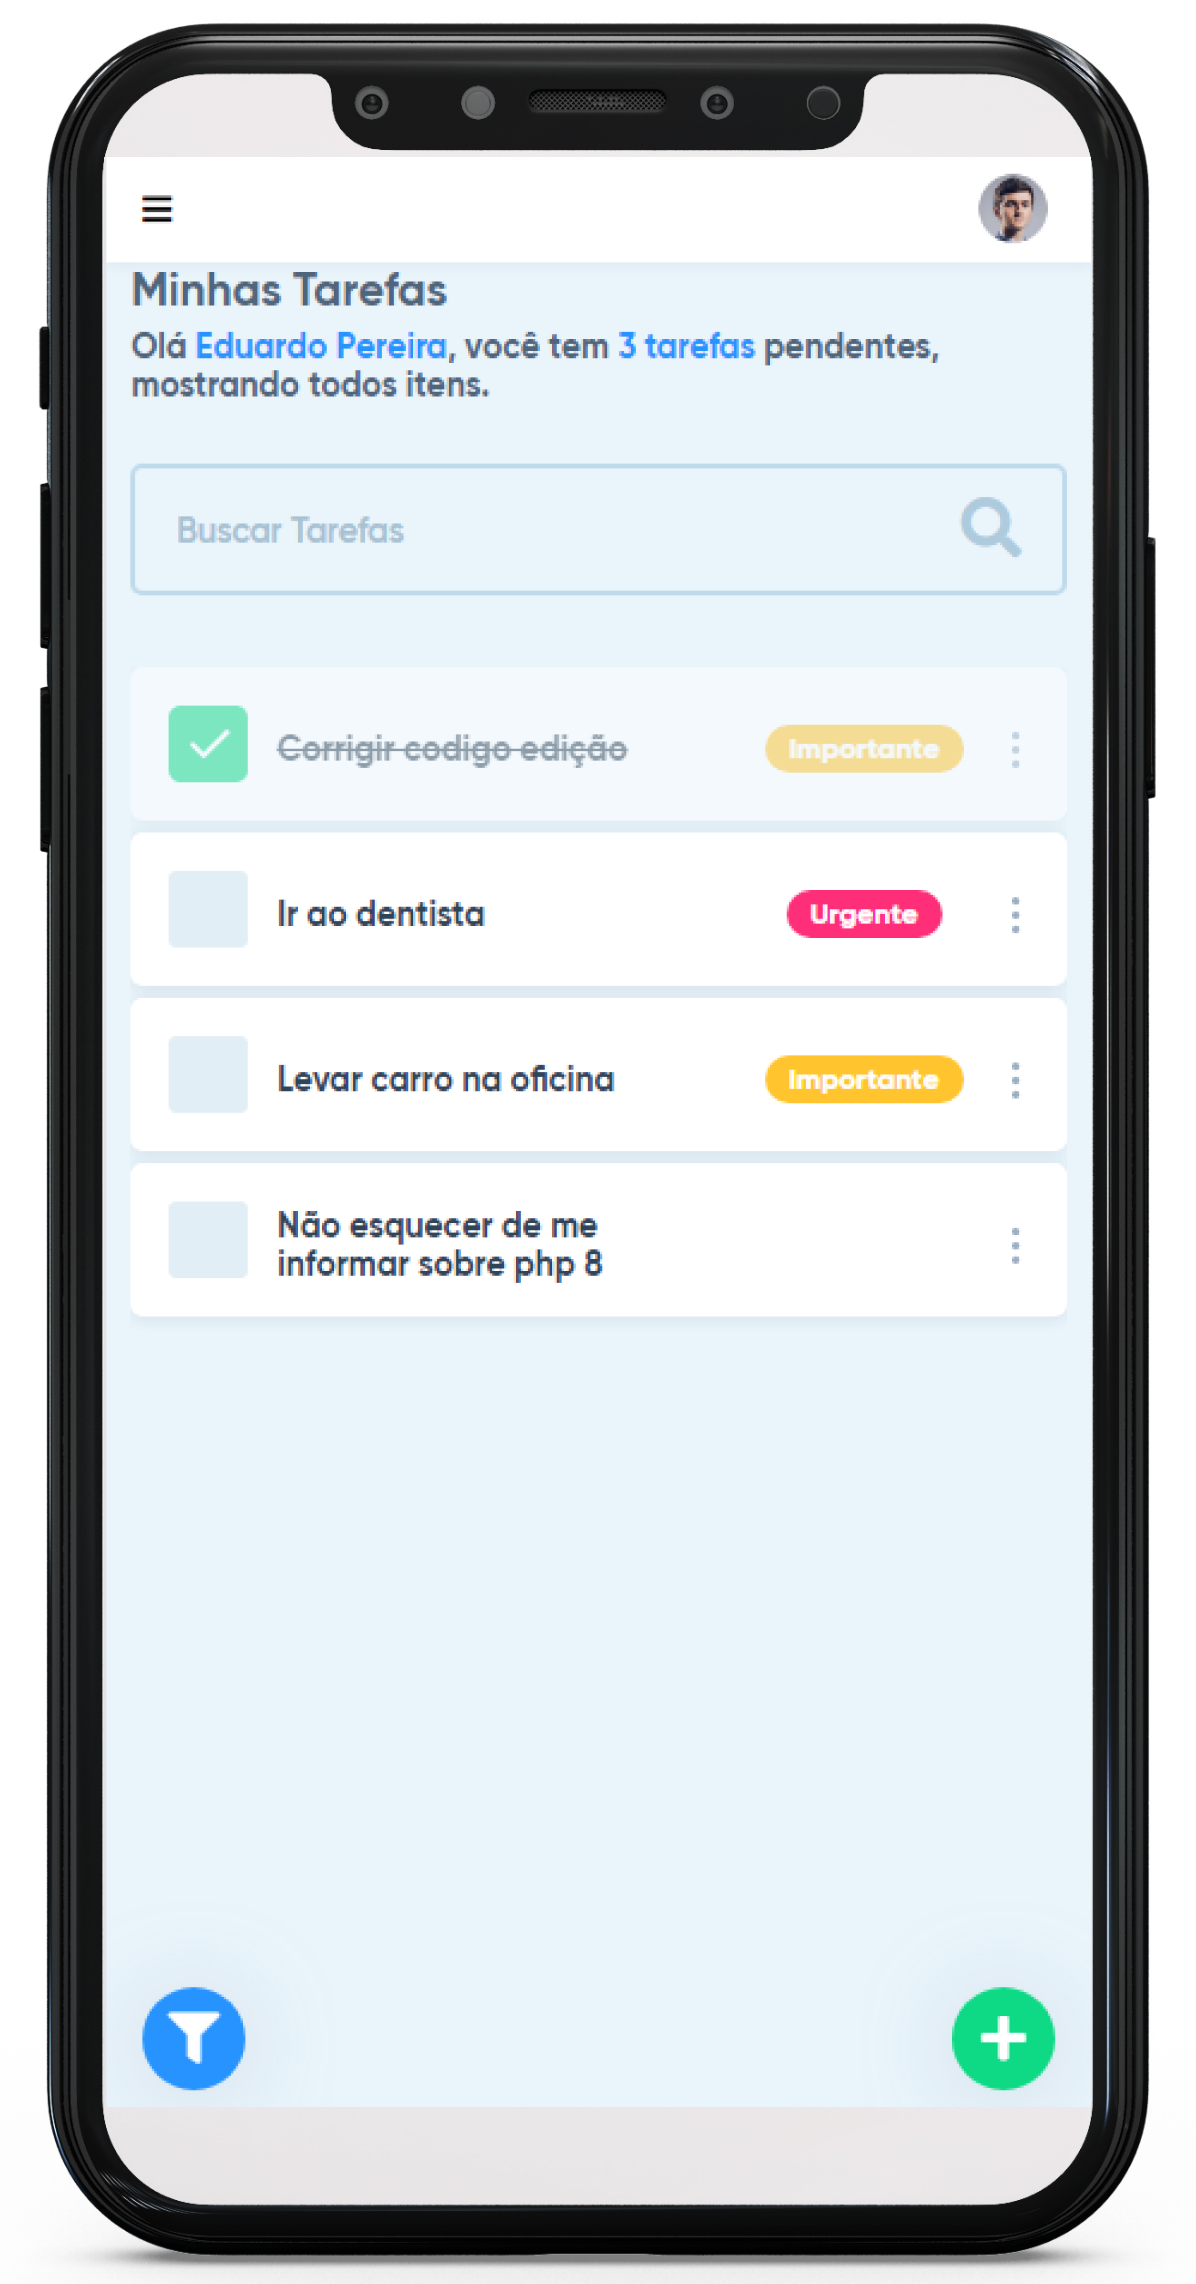 Minhas Tarefas
Olá Eduardo Pereira, você tem 3 tarefas pendentes,
mostrando todos itens.
Buscar Tarefas
Corrigir codigo edição Importante
Ir ao dentista Urgente
Levar carro na oficina Importante
Não esquecer de me
informar sobre php 8